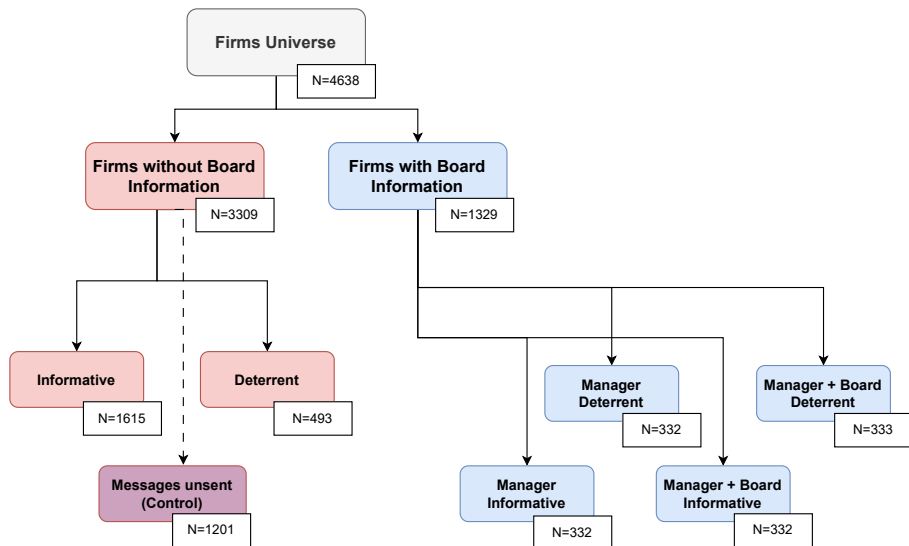 Firms Universe
N=4638
Firms without Board
Information
N=3309
Firms with Board
Information
N=1329
Informative
N=1615
Deterrent
N=493
Manager
Deterrent
N=332
Manager + Board
Deterrent
N=333
Messages unsent
(Control)
N=1201
Manager
Informative
N=332
Manager + Board
Informative
N=332